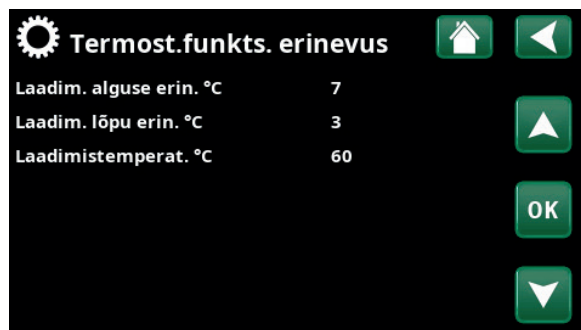 Termost.funkts. erinevus
Laadim. alguse erin. °C 7
Laadim. lõpu erin. °C 3
Laadimistemperat. °C 60
OK